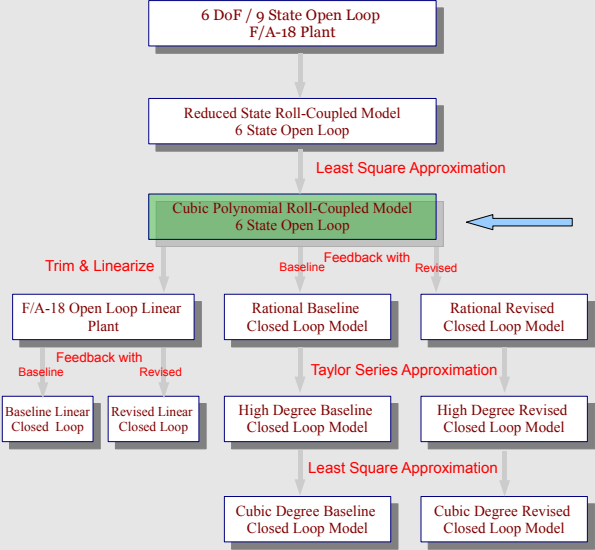 6 DoF / 9 State Open Loop
F/A-18 Plant
Reduced State Roll-Coupled Model
6 State Open Loop
Least Square Approximation
Cubic Polynomial Roll-Coupled Model
6 State Open Loop
Trim & Linearize
Feedback with
Baseline
Revised
F/A-18 Open Loop Linear
Plant
Rational Baseline
Closed Loop Model
Rational Revised
Closed Loop Model
Feedback with
Baseline
Revised
Taylor Series Approximation
Baseline Linear
Closed Loop
Revised Linear
Closed Loop
High Degree Baseline
Closed Loop Model
High Degree Revised
Closed Loop Model
Least Square Approximation
Cubic Degree Baseline
Closed Loop Model
Cubic Degree Revised
Closed Loop Model